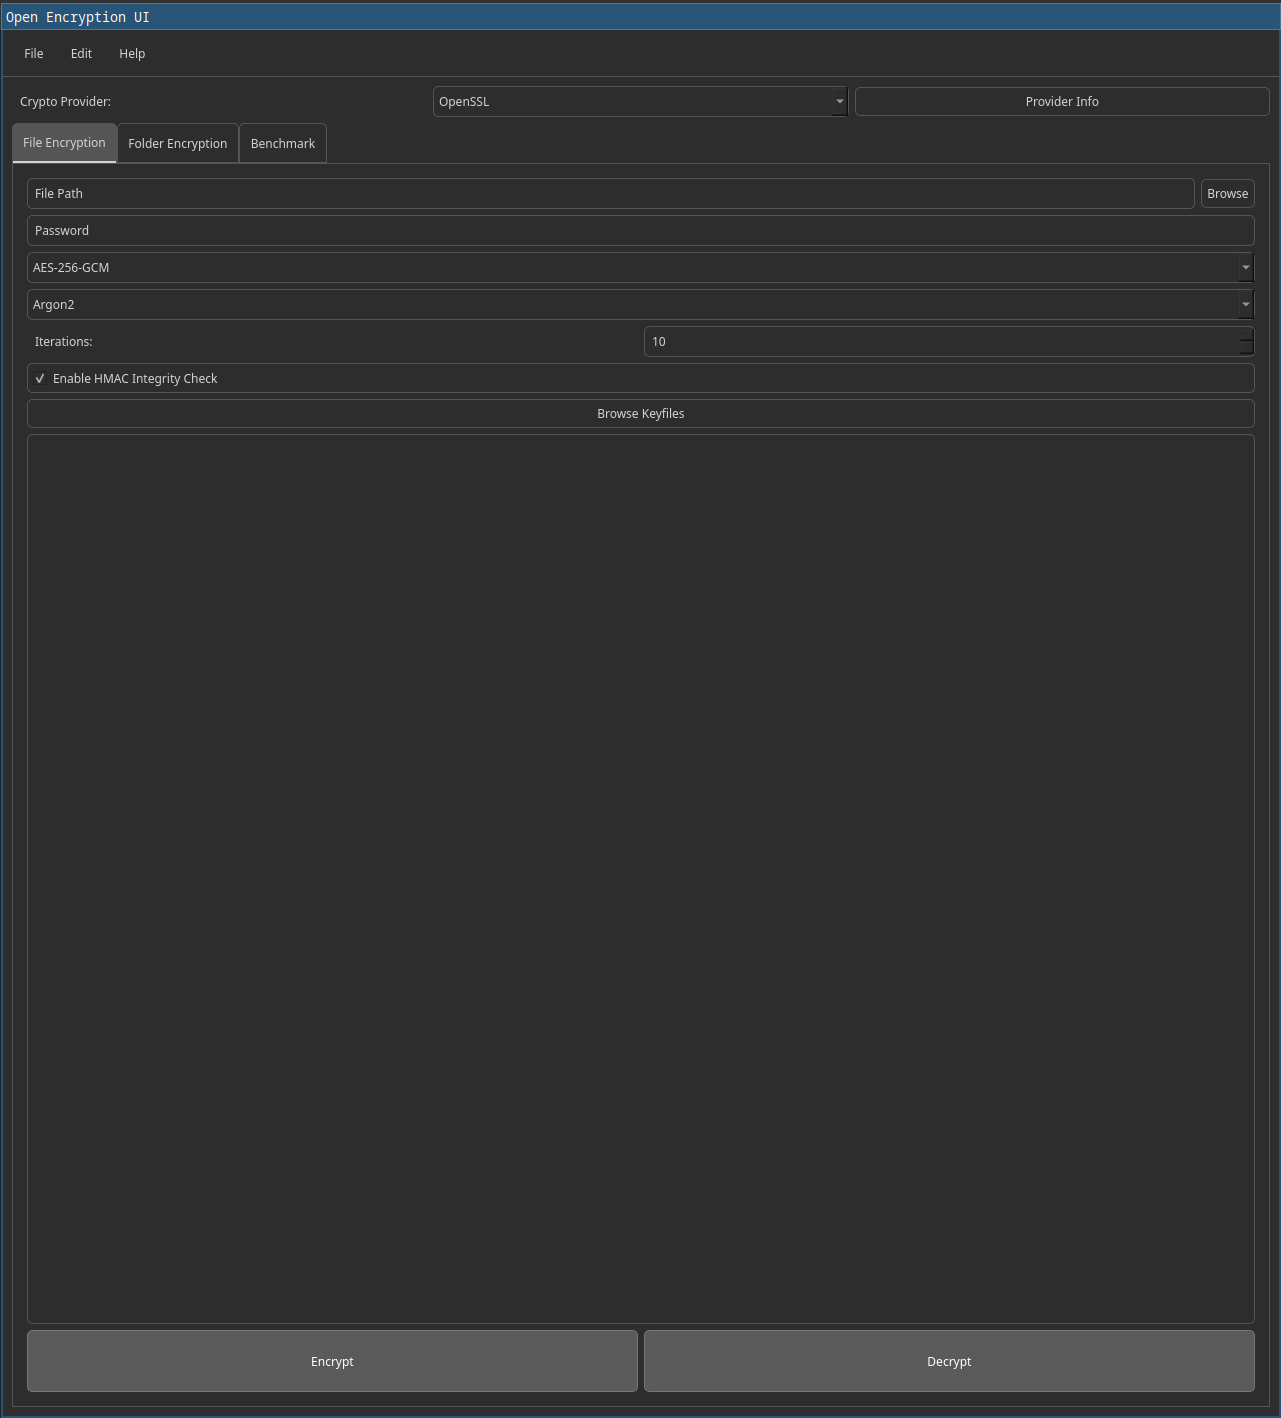 Open Encryption UI
File Edit Help
Crypto Provider: OpenSSL Provider Info
File Encryption Folder Encryption Benchmark
File Path Browse
Password
AES-256-GCM
Argon2
Iterations: 10
Enable HMAC Integrity Check
Browse Keyfiles
Encrypt Decrypt